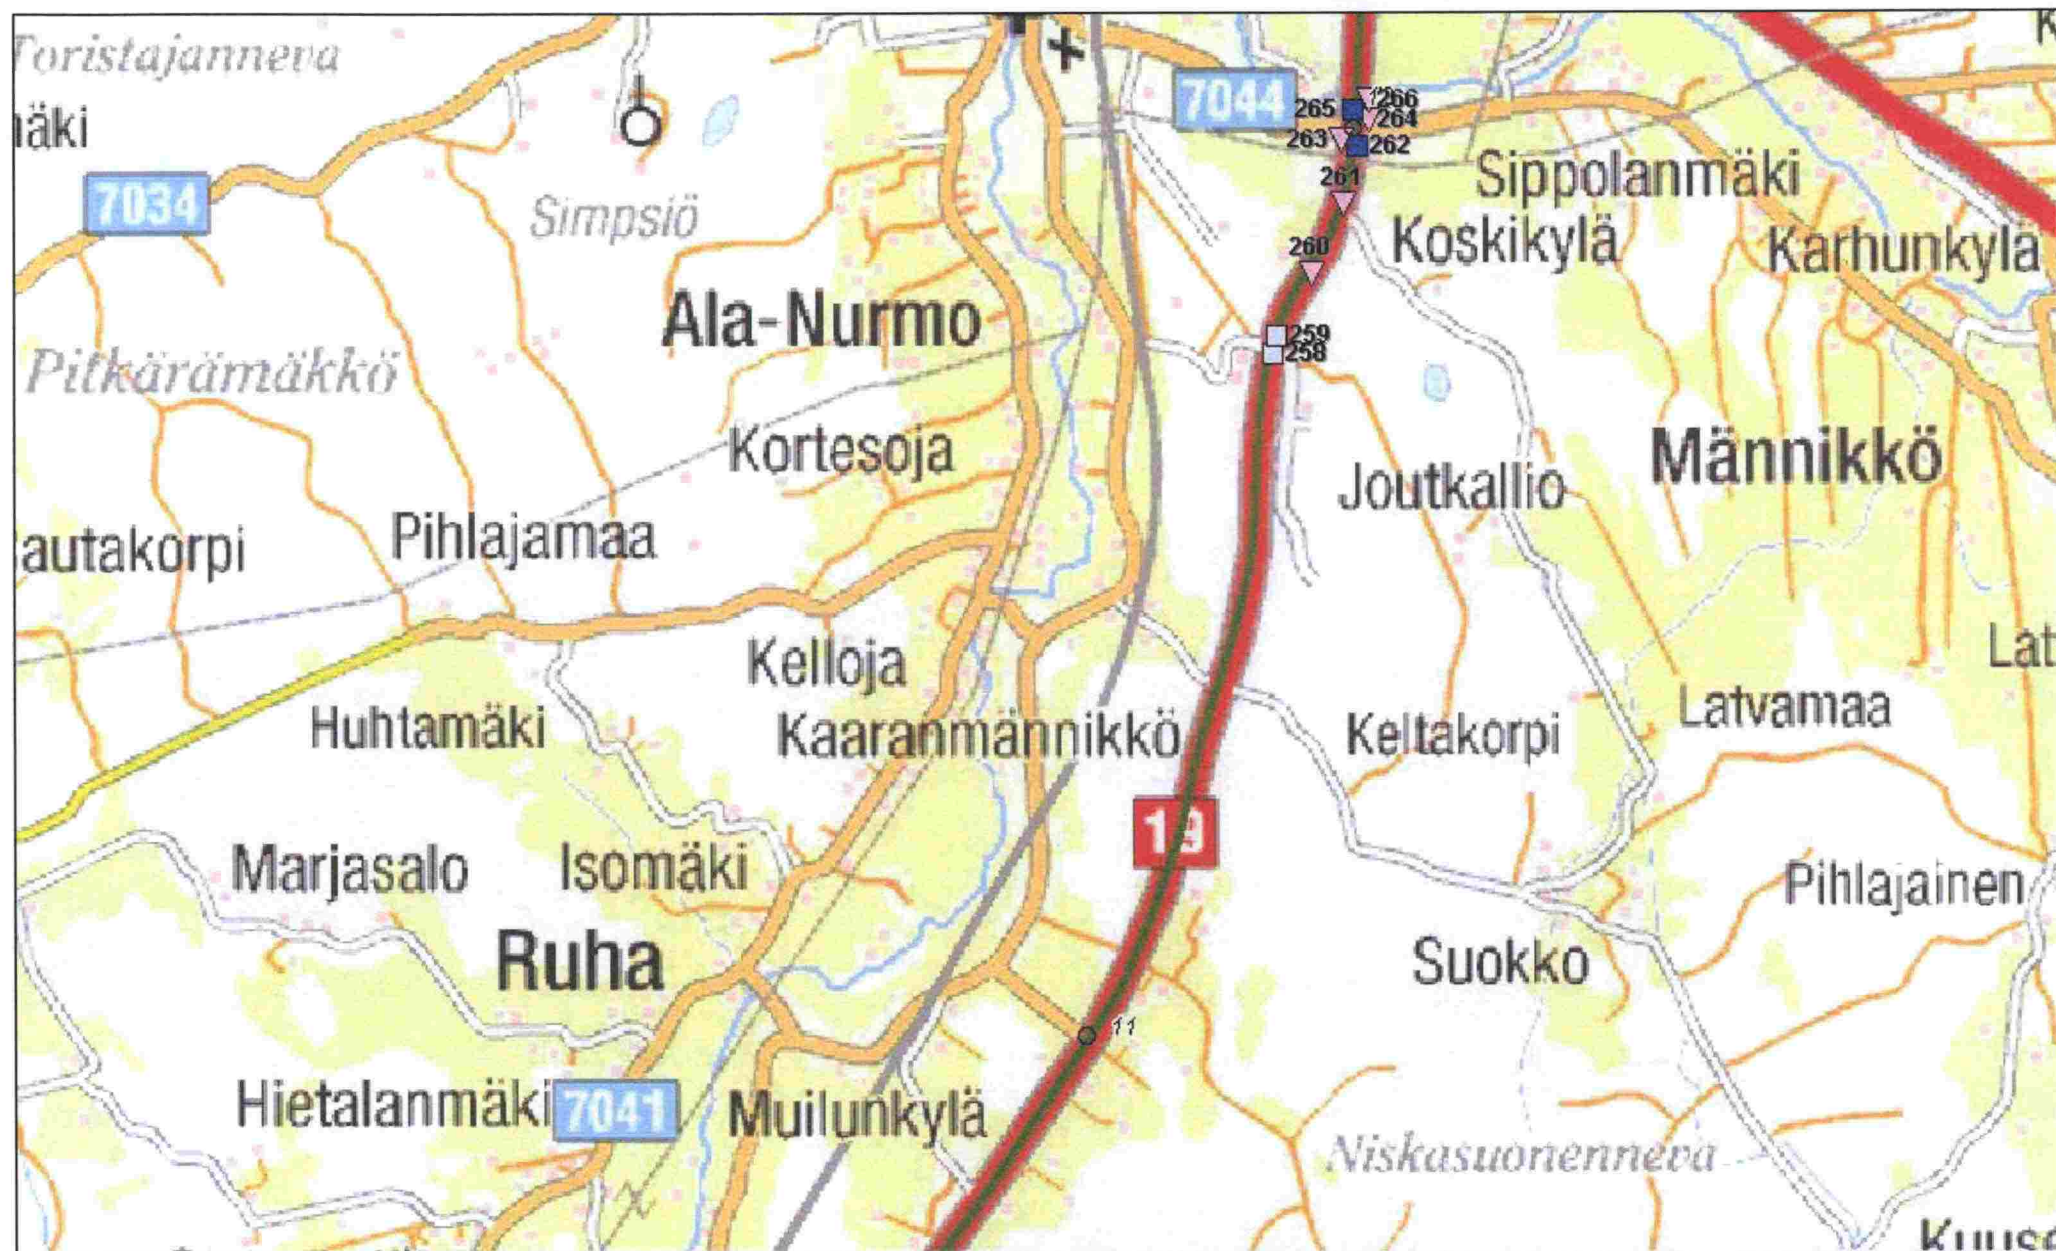 Toristajanneva
7044
265
266
264
263
262
7034
Simpsiö
261
Sippolanmäki
260
Koskikylä
Karhunkylä
Ala-Nurmo
259
258
Pitkärämäkkö
Kortesoja
Männikkö
Joutkallio
autakorpi
Pihlajamaa
Kelloja
Lat
Huhtamäki
Kaaranmännikkö
Keltakorpi
Latvamaa
19
Marjasalo
Isomäki
Pihlajainen
Ruha
Suokko
11
Hietalanmäki
7041
Muilunkylä
Niskasuonenneva